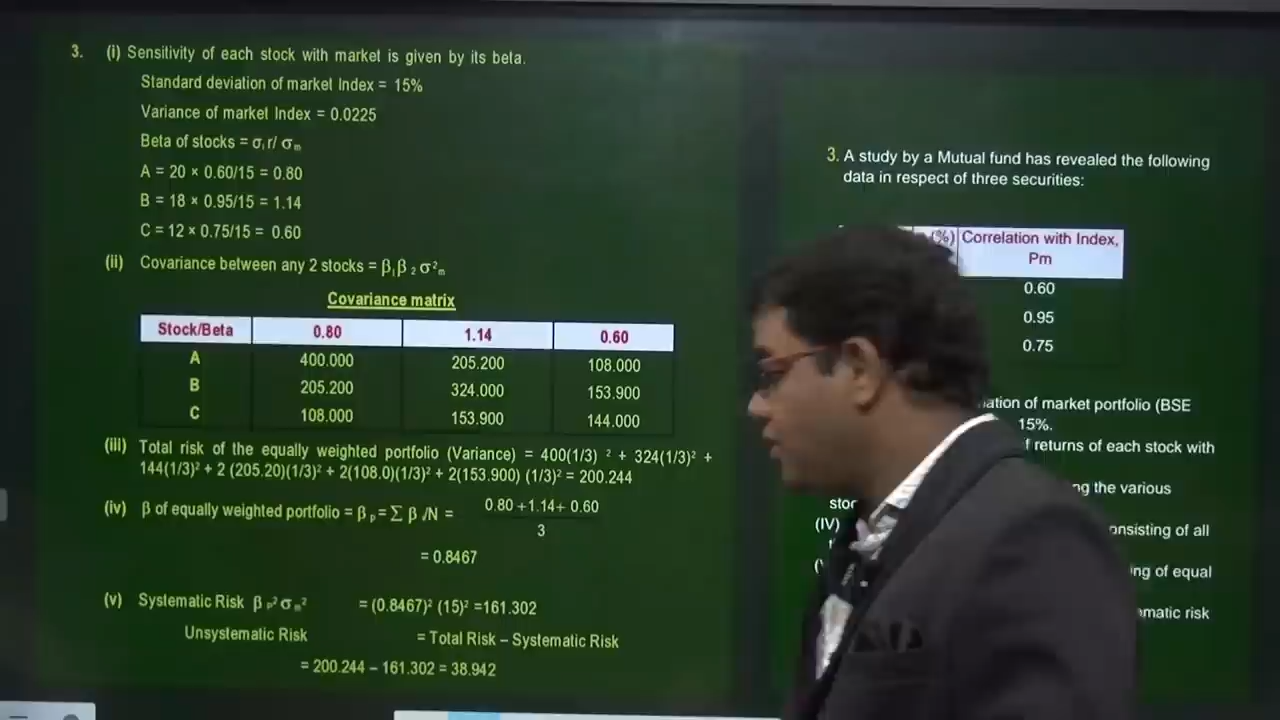 3. (i) Sensitivity of each stock with market is given by its beta.
Standard deviation of market Index = 15%
Variance of market Index = 0.0225
Beta of stocks = σᵢ r/ σₘ
A = 20 × 0.60/15 = 0.80
B = 18 × 0.95/15 = 1.14
C = 12 × 0.75/15 = 0.60
(ii) Covariance between any 2 stocks = β₁β₂σ²ₘ
Covariance matrix
Stock/Beta 0.80 1.14 0.60
A 400.000 205.200 108.000
B 205.200 324.000 153.900
C 108.000 153.900 144.000
(iii) Total risk of the equally weighted portfolio (Variance) = 400(1/3) ² + 324(1/3)² +
144(1/3)² + 2 (205.20)(1/3)² + 2(108.0)(1/3)² + 2(153.900) (1/3)² = 200.244
(iv) β of equally weighted portfolio = βₚ = Σ β /N = 0.80 +1.14+ 0.60
3
= 0.8467
(v) Systematic Risk βₚ² σₘ² = (0.8467)² (15)² =161.302
Unsystematic Risk = Total Risk – Systematic Risk
= 200.244 – 161.302 = 38.942
3. A study by a Mutual fund has revealed the following
data in respect of three securities:
(%) Correlation with Index,
Pm
0.60
0.95
0.75
of market portfolio (BSE
15%.
returns of each stock with
the various
(IV) all
of equal
risk